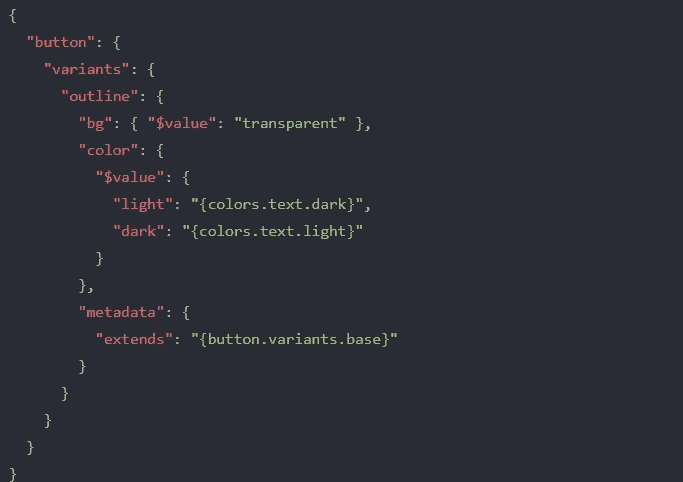 {
  "button": {
    "variants": {
      "outline": {
        "bg": { "$value": "transparent" },
        "color": {
          "$value": {
            "light": "{colors.text.dark}",
            "dark": "{colors.text.light}"
          }
        },
        "metadata": {
          "extends": "{button.variants.base}"
        }
      }
    }
  }
}